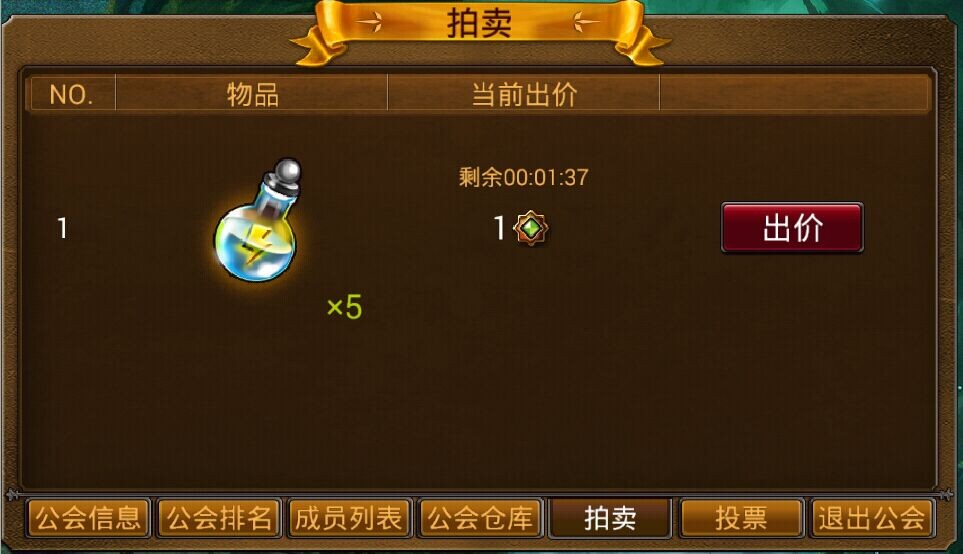 拍卖
NO. 物品 当前出价
剩余00:01:37
1 1 出价
×5
公会信息 公会排名 成员列表 公会仓库 拍卖 投票 退出公会